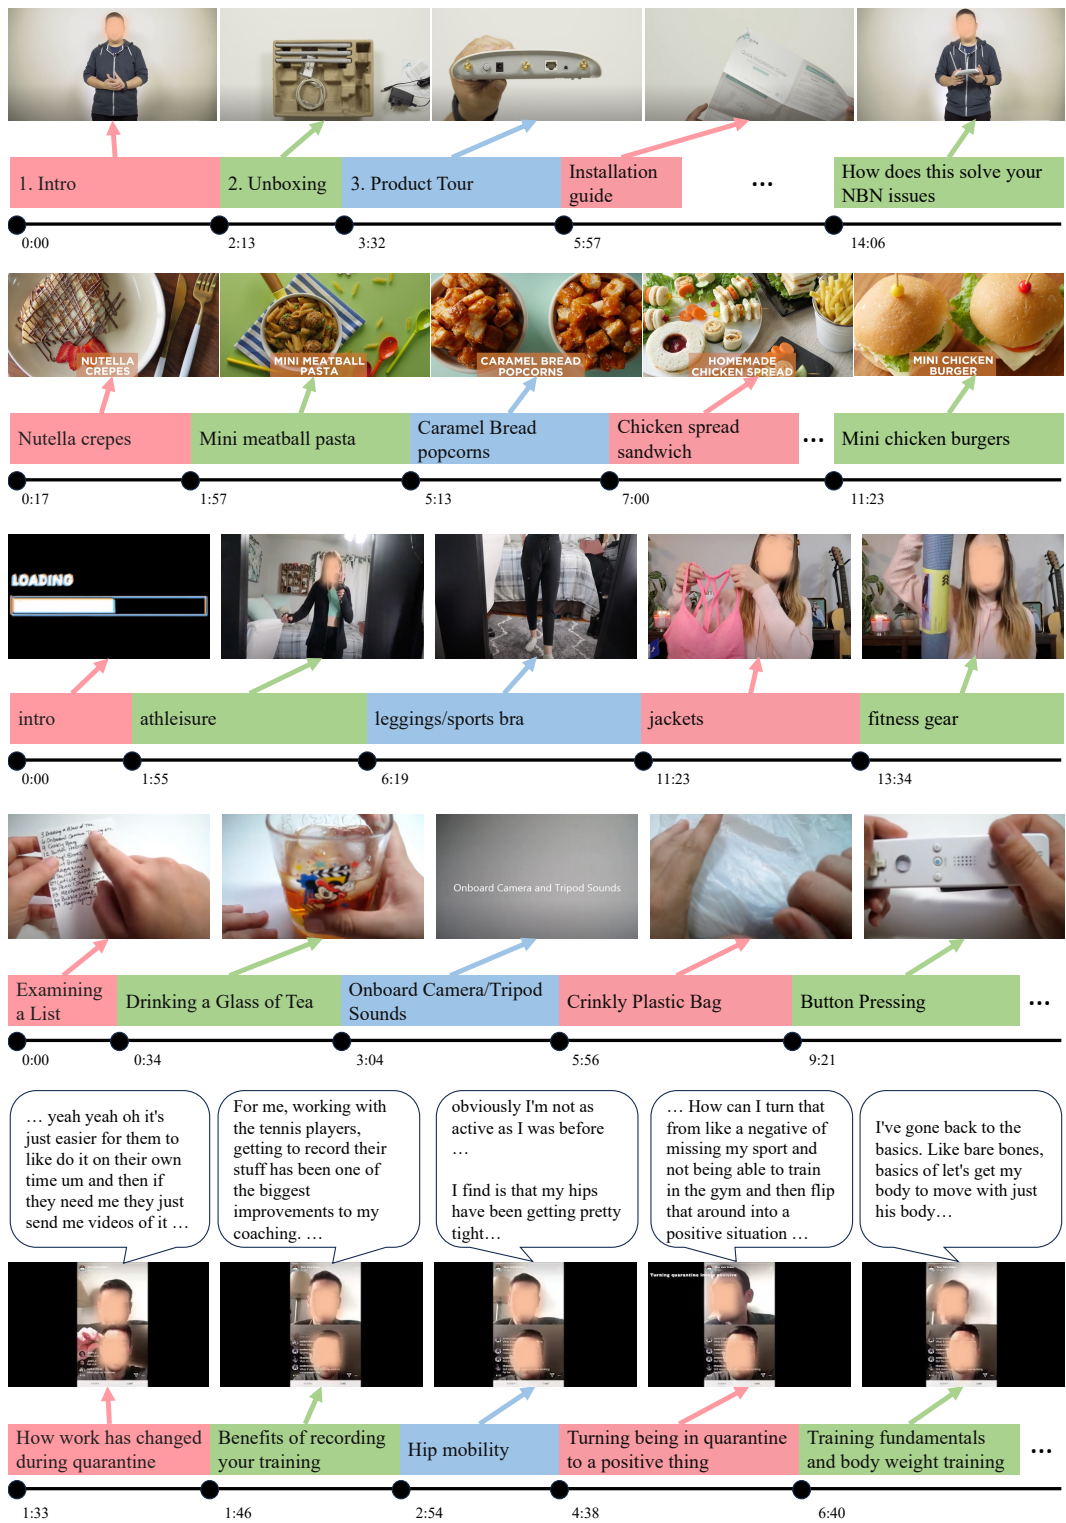 1. Intro
2. Unboxing
3. Product Tour
Installation
guide
...
How does this solve your
NBN issues
0:00
2:13
3:32
5:57
14:06
NUTELLA
CREPES
MINI MEATBALL
PASTA
CARAMEL BREAD
POPCORNS
HOMEMADE
CHICKEN SPREAD
MINI CHICKEN
BURGER
Nutella crepes
Mini meatball pasta
Caramel Bread
popcorns
Chicken spread
sandwich
...
Mini chicken burgers
0:17
1:57
5:13
7:00
11:23
LOADING
intro
athleisure
leggings/sports bra
jackets
fitness gear
0:00
1:55
6:19
11:23
13:34
Onboard Camera and Tripod Sounds
Examining
a List
Drinking a Glass of Tea
Onboard Camera/Tripod
Sounds
Crinkly Plastic Bag
Button Pressing
...
0:00
0:34
3:04
5:56
9:21
… yeah yeah oh it's
just easier for them to
like do it on their own
time um and then if
they need me they just
send me videos of it …
For me, working with
the tennis players,
getting to record their
stuff has been one of
the biggest
improvements to my
coaching. …
obviously I'm not as
active as I was before
…
I find is that my hips
have been getting pretty
tight…
… How can I turn that
from like a negative of
missing my sport and
not being able to train
in the gym and then flip
that around into a
positive situation …
I've gone back to the
basics. Like bare bones,
basics of let's get my
body to move with just
his body…
How work has changed
during quarantine
Benefits of recording
your training
Hip mobility
Turning being in quarantine
to a positive thing
Training fundamentals
and body weight training
...
1:33
1:46
2:54
4:38
6:40